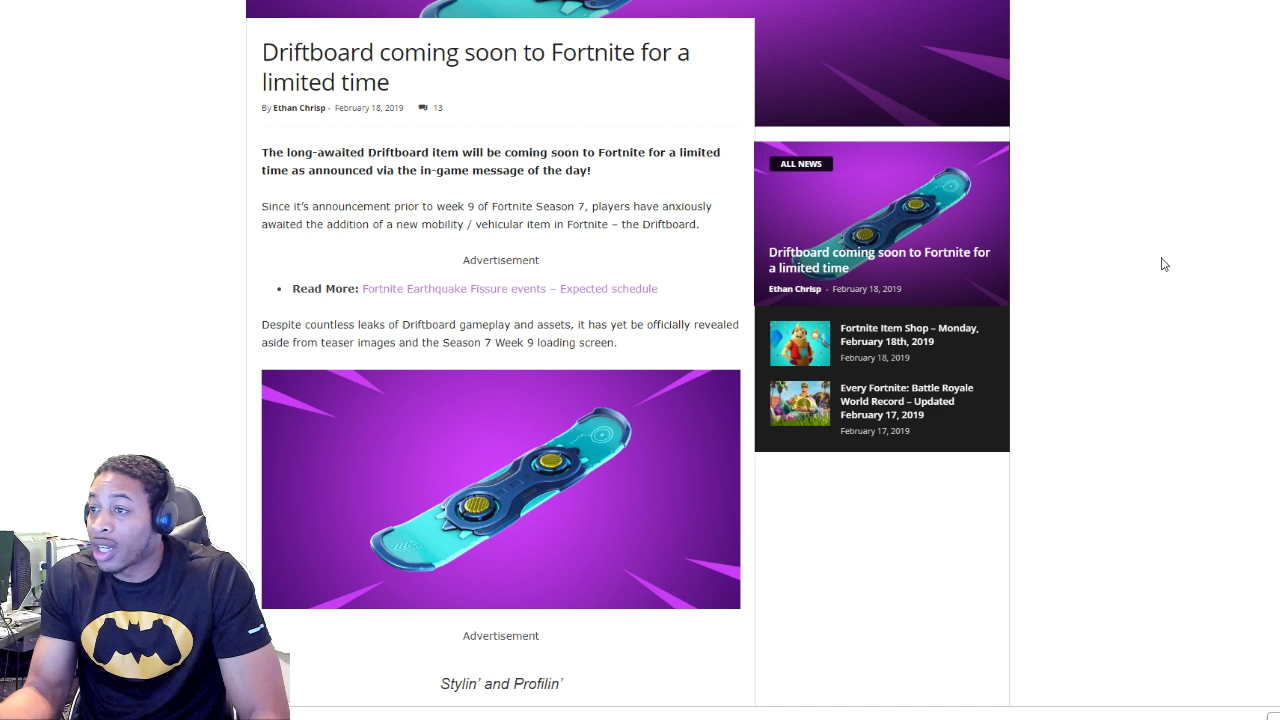 Driftboard coming soon to Fortnite for a
limited time
By Ethan Chrisp - February 18, 2019 13
The long-awaited Driftboard item will be coming soon to Fortnite for a limited
time as announced via the in-game message of the day!
Since it's announcement prior to week 9 of Fortnite Season 7, players have anxiously
awaited the addition of a new mobility / vehicular item in Fortnite – the Driftboard.
Advertisement
• Read More: Fortnite Earthquake Fissure events – Expected schedule
Despite countless leaks of Driftboard gameplay and assets, it has yet be officially revealed
aside from teaser images and the Season 7 Week 9 loading screen.
Advertisement
Stylin' and Profilin'
ALL NEWS
Driftboard coming soon to Fortnite for
a limited time
Ethan Chrisp - February 18, 2019
Fortnite Item Shop – Monday,
February 18th, 2019
February 18, 2019
Every Fortnite: Battle Royale
World Record – Updated
February 17, 2019
February 17, 2019